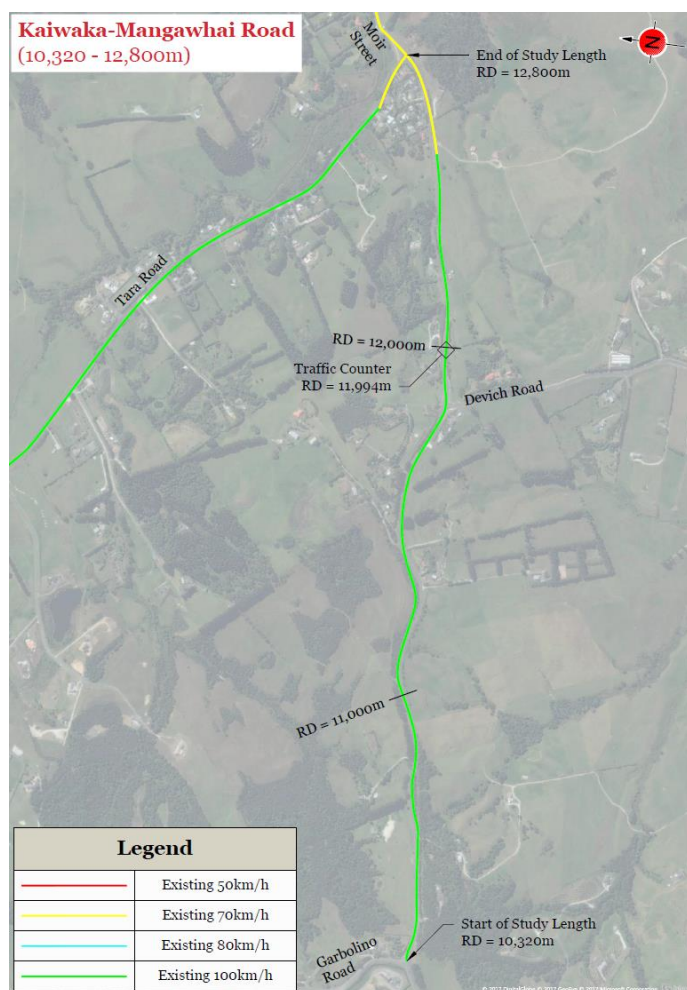 Kaiwaka-Mangawhai Road
(10,320 - 12,800m)
Moir
Street
End of Study Length
RD = 12,800m
N
Tara Road
RD = 12,000m
Traffic Counter
RD = 11,994m
Devich Road
RD = 11,000m
Legend
Existing 50km/h
Existing 70km/h
Existing 80km/h
Existing 100km/h
Start of Study Length
RD = 10,320m
Garbolino
Road